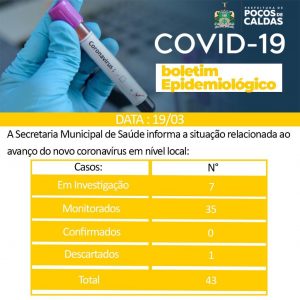 Coronavirus :
PREFEITURA DE
POÇOS DE
CALDAS
COVID-19
boletim
Epidemiológico
DATA : 19/03
A Secretaria Municipal de Saúde informa a situação relacionada ao
avanço do novo coronavírus em nível local:
Casos: N°
Em Investigação 7
Monitorados 35
Confirmados 0
Descartados 1
Total 43